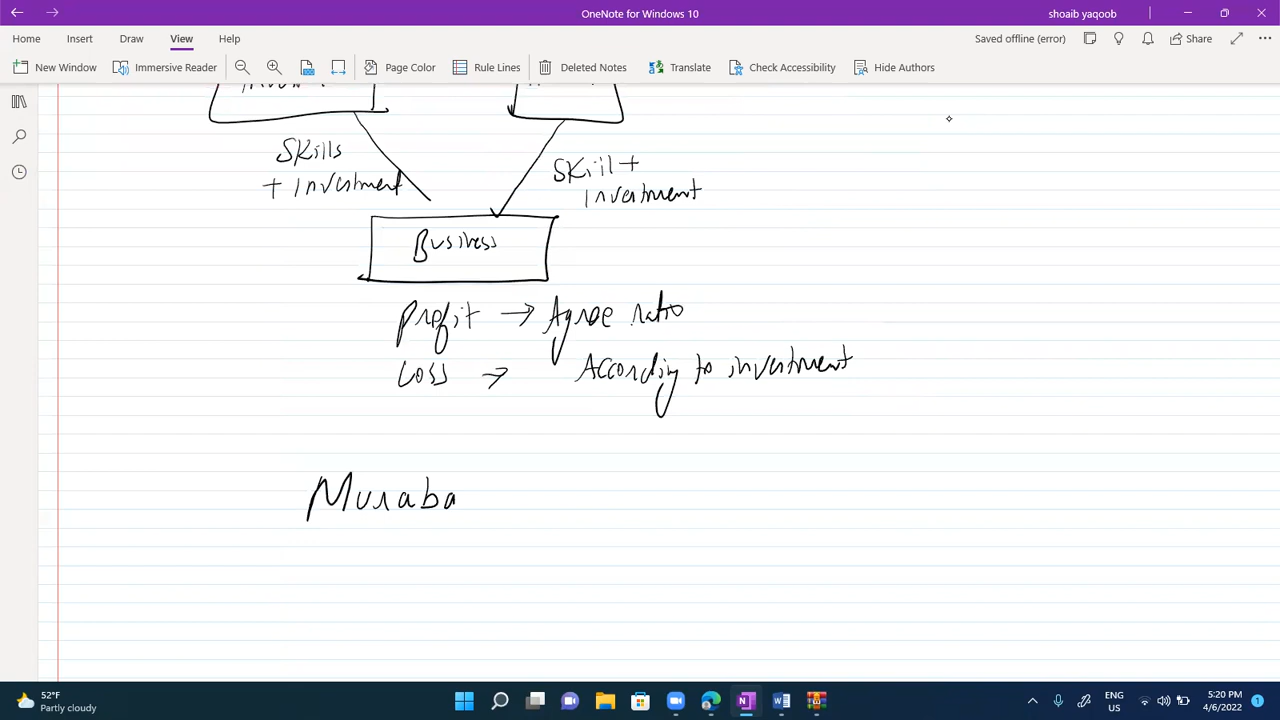 OneNote for Windows 10
shoaib yaqoob
Home Insert Draw View Help
Saved offline (error)
Share
New Window
Immersive Reader
Page Color
Rule Lines
Deleted Notes
Translate
Check Accessibility
Hide Authors
Skills
+ Investment
Skiil +
Investment
Business
Profit → Agree ratio
Loss → According to investment
Muraba
52°F
Partly cloudy
ENG
US
5:20 PM
4/6/2022